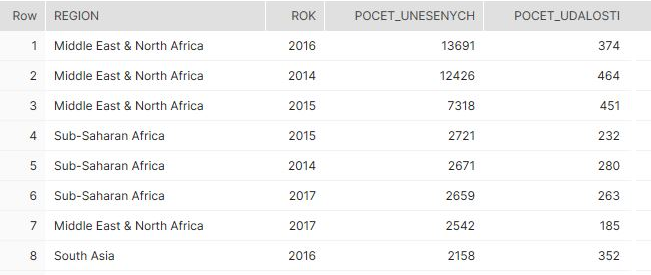 Row REGION ROK POCET_UNESENYCH POCET_UDALOSTI
1 Middle East & North Africa 2016 13691 374
2 Middle East & North Africa 2014 12426 464
3 Middle East & North Africa 2015 7318 451
4 Sub-Saharan Africa 2015 2721 232
5 Sub-Saharan Africa 2014 2671 280
6 Sub-Saharan Africa 2017 2659 263
7 Middle East & North Africa 2017 2542 185
8 South Asia 2016 2158 352